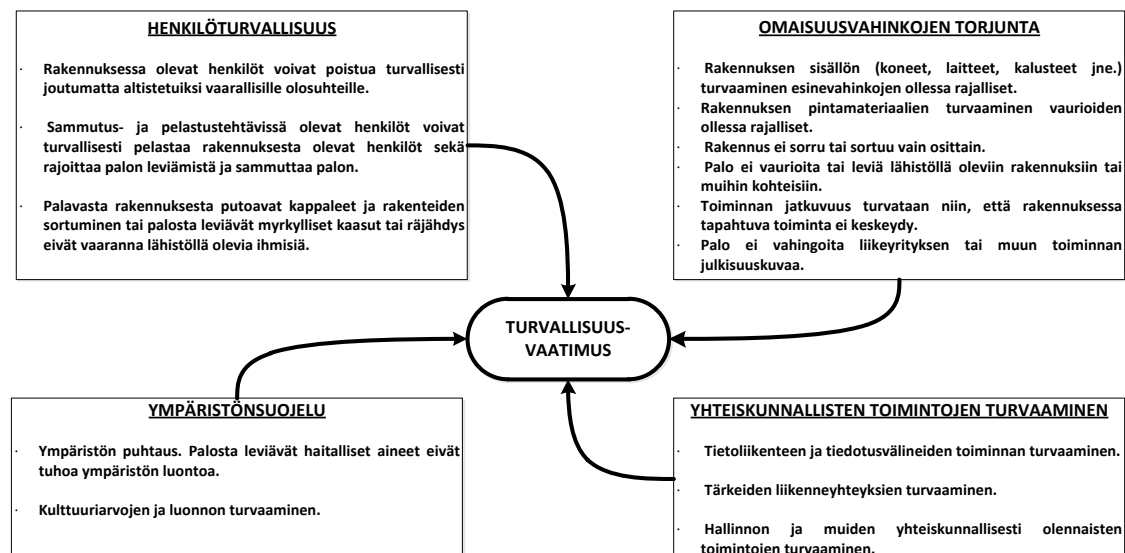 HENKILÖTURVALLISUUS
· Rakennuksessa olevat henkilöt voivat poistua turvallisesti
joutumatta altistetuiksi vaarallisille olosuhteille.
· Sammutus- ja pelastustehtävissä olevat henkilöt voivat
turvallisesti pelastaa rakennuksesta olevat henkilöt sekä
rajoittaa palon leviämistä ja sammuttaa palon.
· Palavasta rakennuksesta putoavat kappaleet ja rakenteiden
sortuminen tai palosta leviävät myrkylliset kaasut tai räjähdys
eivät vaaranna lähistöllä olevia ihmisiä.
OMAISUUSVAHINKOJEN TORJUNTA
· Rakennuksen sisällön (koneet, laitteet, kalusteet jne.)
turvaaminen esinevahinkojen ollessa rajalliset.
· Rakennuksen pintamateriaalien turvaaminen vaurioiden
ollessa rajalliset.
· Rakennus ei sorru tai sortuu vain osittain.
· Palo ei vaurioita tai leviä lähistöllä oleviin rakennuksiin tai
muihin kohteisiin.
· Toiminnan jatkuvuus turvataan niin, että rakennuksessa
tapahtuva toiminta ei keskeydy.
· Palo ei vahingoita liikeyrityksen tai muun toiminnan
julkisuuskuvaa.
TURVALLISUUS-
VAATIMUS
YMPÄRISTÖNSUOJELU
· Ympäristön puhtaus. Palosta leviävät haitalliset aineet eivät
tuhoa ympäristön luontoa.
· Kulttuuriarvojen ja luonnon turvaaminen.
YHTEISKUNNALLISTEN TOIMINTOJEN TURVAAMINEN
· Tietoliikenteen ja tiedotusvälineiden toiminnan turvaaminen.
· Tärkeiden liikenneyhteyksien turvaaminen.
· Hallinnon ja muiden yhteiskunnallisesti olennaisten
toimintojen turvaaminen.